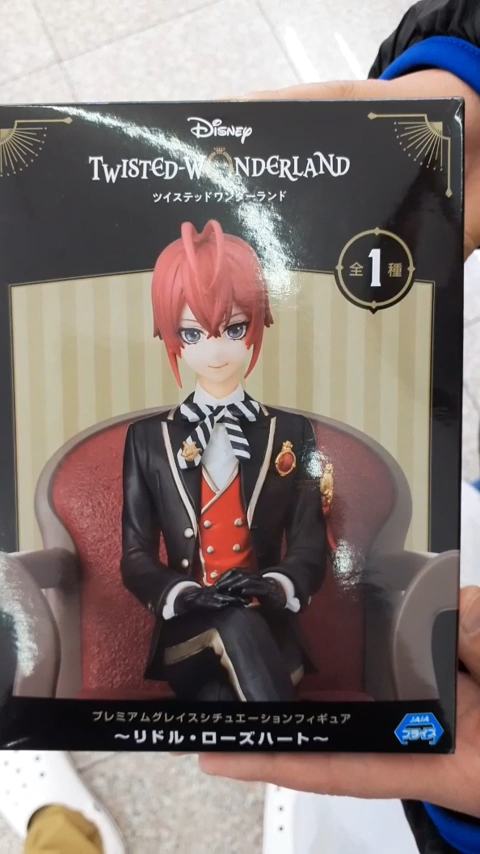 Disney
TWISTED-WONDERLAND
ツイステッドワンダーランド
全1種
プレミアムグレイスシチュエーションフィギュア
～リドル・ローズハート～
JAIA
プライズ